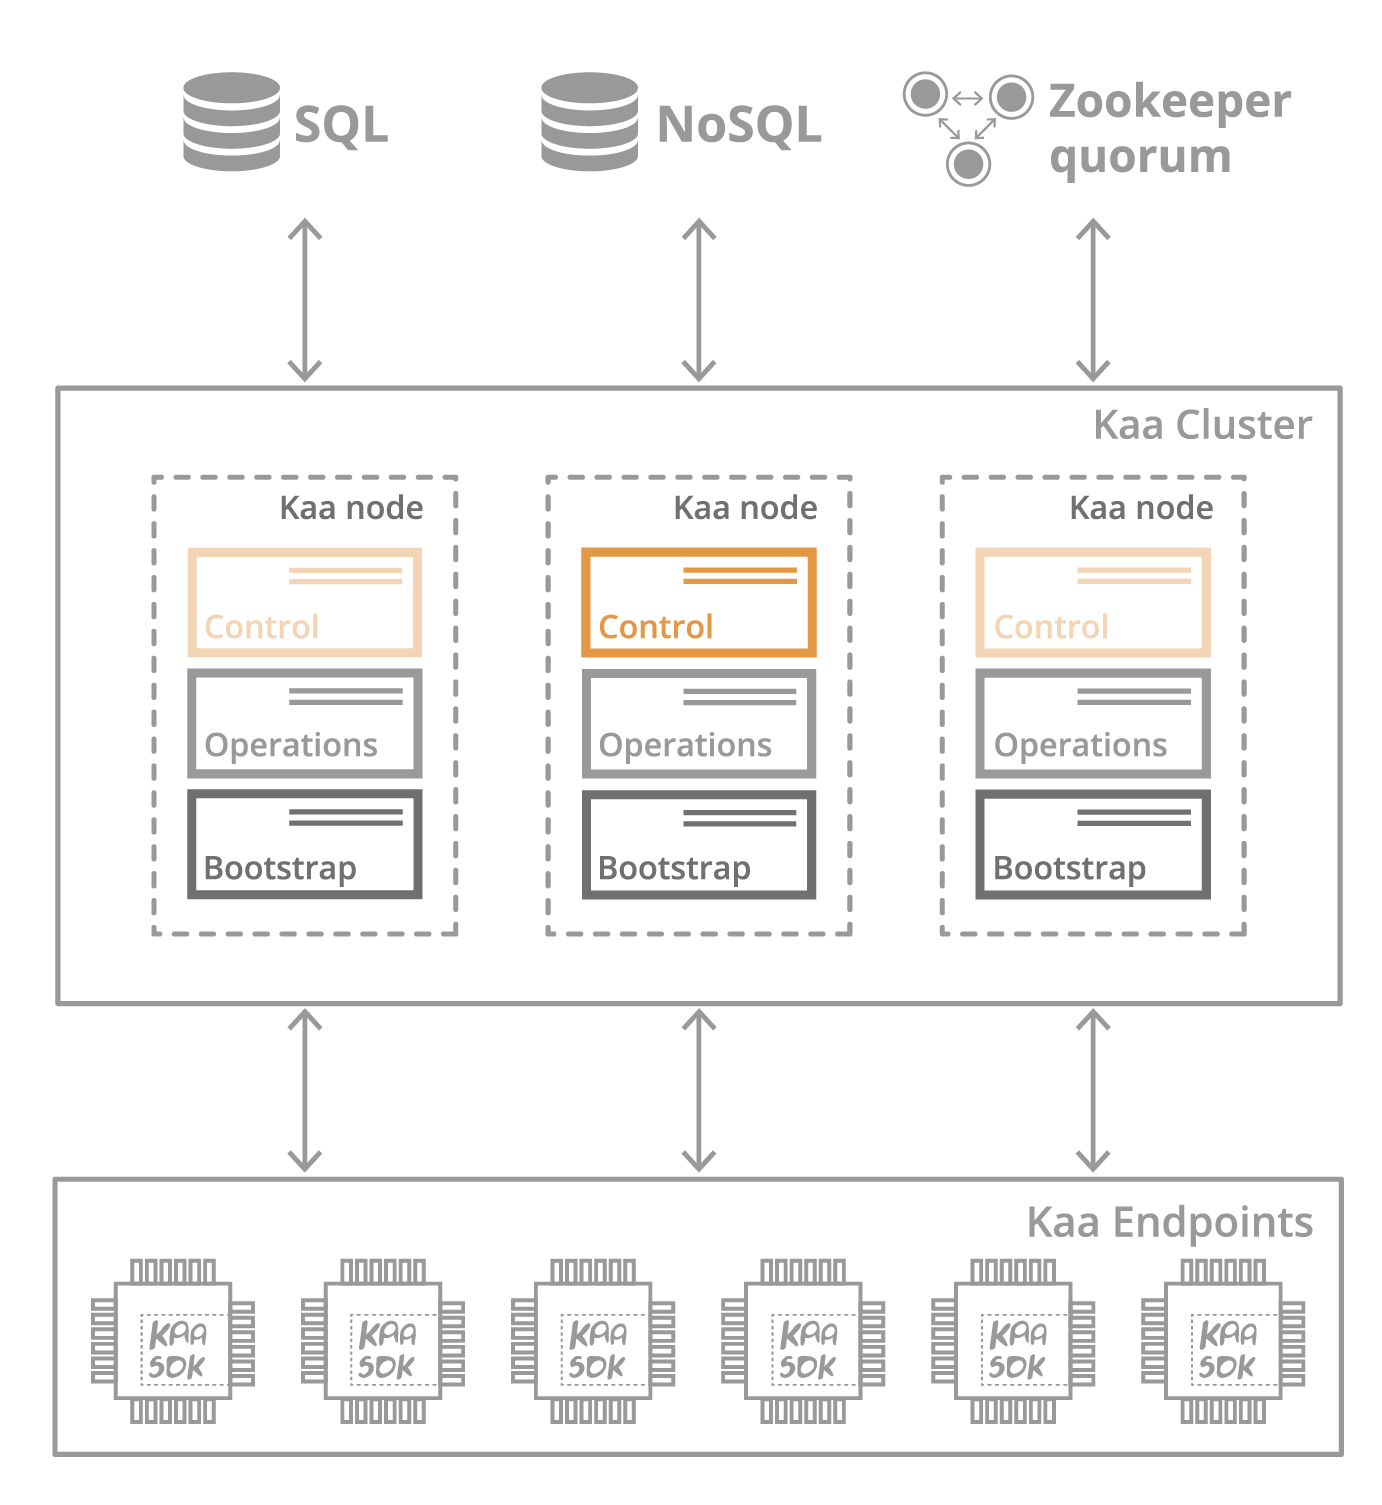 SQL
NoSQL
Zookeeper
quorum
Kaa Cluster
Kaa node
Control
Operations
Bootstrap
Kaa node
Control
Operations
Bootstrap
Kaa node
Control
Operations
Bootstrap
Kaa Endpoints
KAA
SDK
KAA
SDK
KAA
SDK
KAA
SDK
KAA
SDK
KAA
SDK